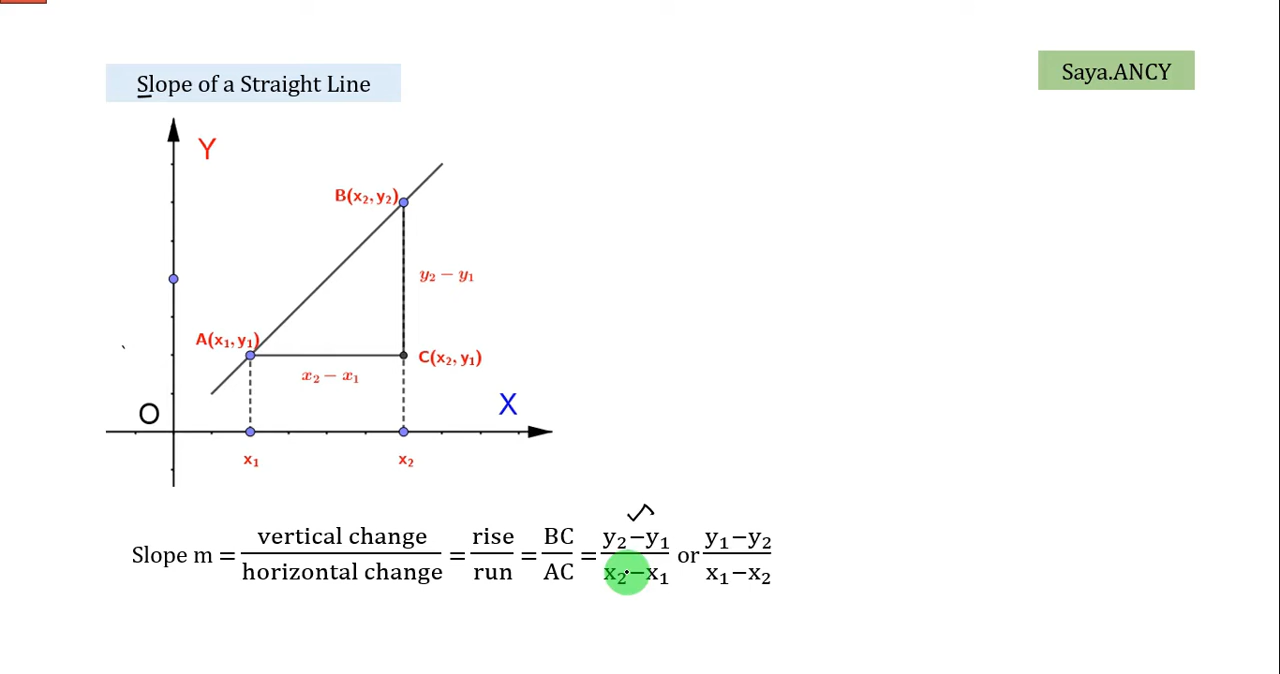 Slope of a Straight Line
Saya.ANCY
Y
B(x₂, y₂)
y₂ − y₁
A(x₁, y₁)
C(x₂, y₁)
x₂ − x₁
X
O
x₁
x₂
Slope m = vertical change / horizontal change = rise / run = BC / AC = y₂−y₁ / x₂−x₁ or y₁−y₂ / x₁−x₂